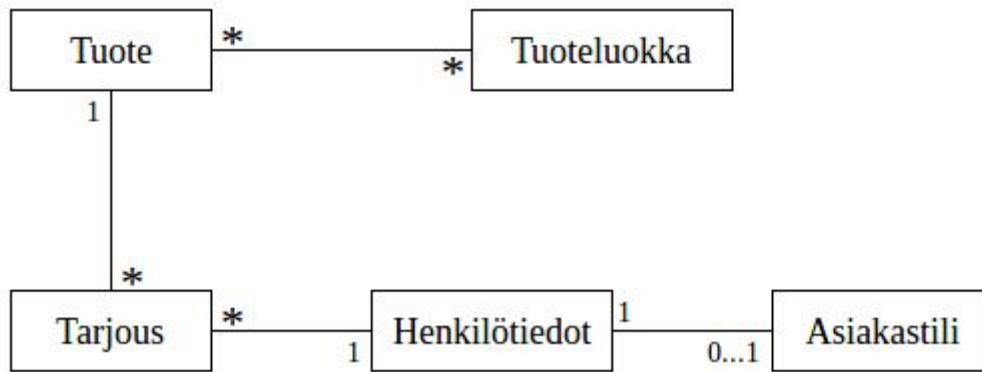 Tuote
*
*
Tuoteluokka
1
*
Tarjous
*
1
Henkilötiedot
1
0...1
Asiakastili